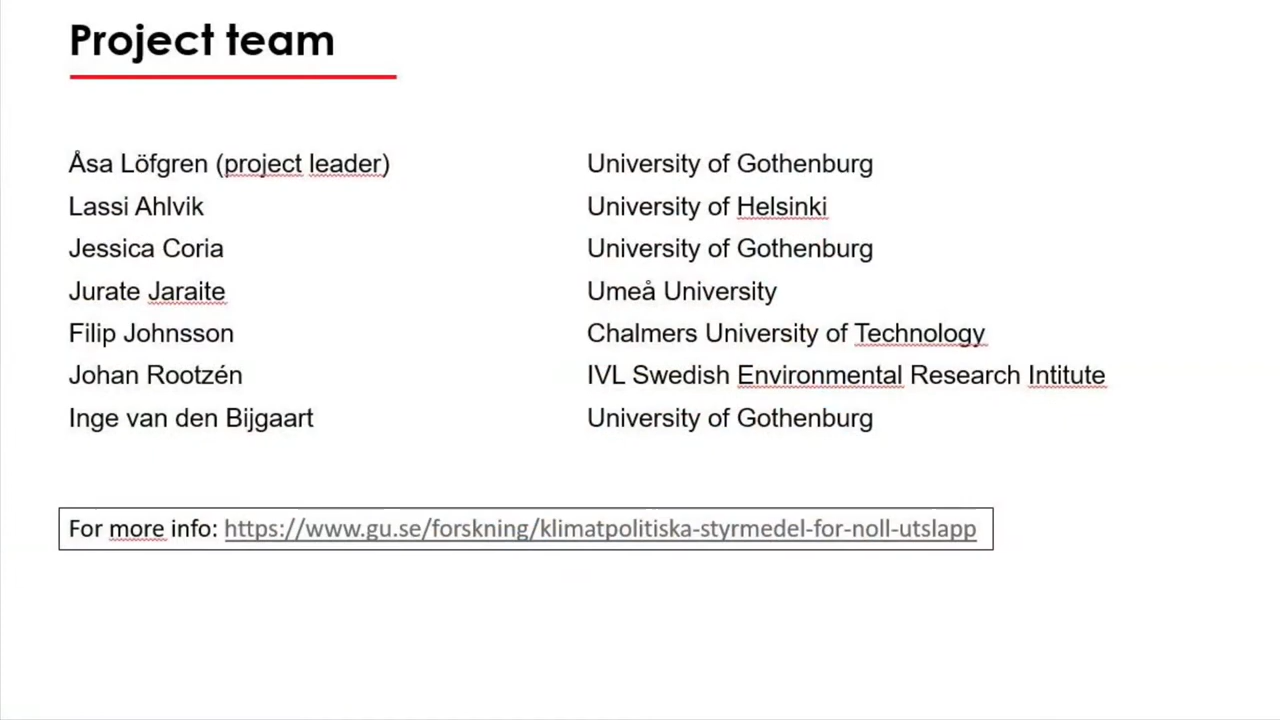 Project team
Åsa Löfgren (project leader) University of Gothenburg
Lassi Ahlvik University of Helsinki
Jessica Coria University of Gothenburg
Jurate Jaraite Umeå University
Filip Johnsson Chalmers University of Technology
Johan Rootzén IVL Swedish Environmental Research Intitute
Inge van den Bijgaart University of Gothenburg
For more info: https://www.gu.se/forskning/klimatpolitiska-styrmedel-for-noll-utslapp